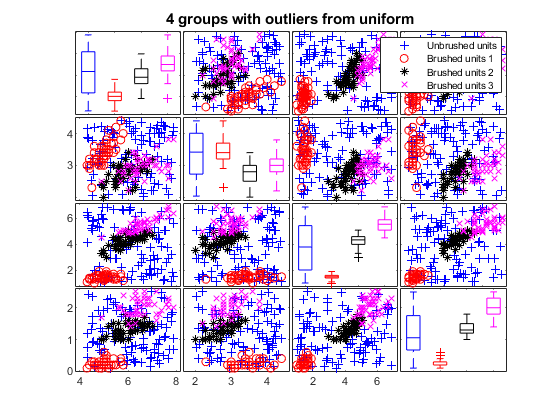 4 groups with outliers from uniform
Unbrushed units
Brushed units 1
Brushed units 2
Brushed units 3
4
3
6
4
2
2
1
0
4 6 8 2 3 4 2 4 6